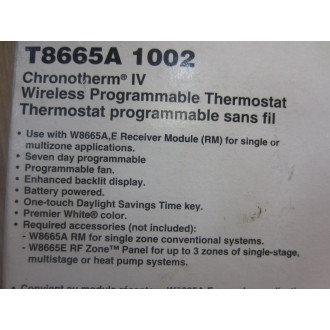 T8665A 1002
Chronotherm® IV
Wireless Programmable Thermostat
Thermostat programmable sans fil
• Use with W8665A,E Receiver Module (RM) for single or
multizone applications.
• Seven day programmable
• Programmable fan.
• Enhanced backlit display.
• Battery powered.
• One-touch Daylight Savings Time key.
• Premier White® color.
• Required accessories (not included):
- W8665A RM for single zone conventional systems.
- W8665E RF Zone™ Panel for up to 3 zones of single-stage,
multistage or heat pump systems.